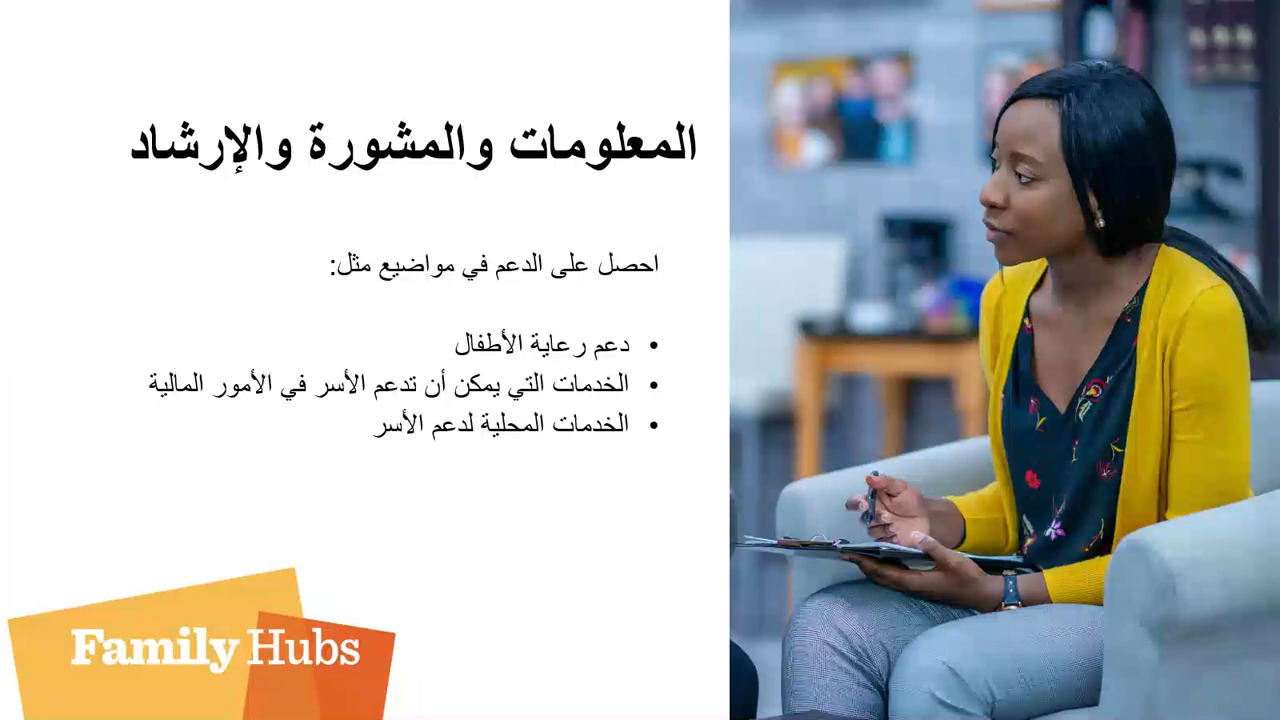 المعلومات والمشورة والإرشاد
احصل على الدعم في مواضيع مثل:
• دعم رعاية الأطفال
• الخدمات التي يمكن أن تدعم الأسر في الأمور المالية
• الخدمات المحلية لدعم الأسر
Family Hubs